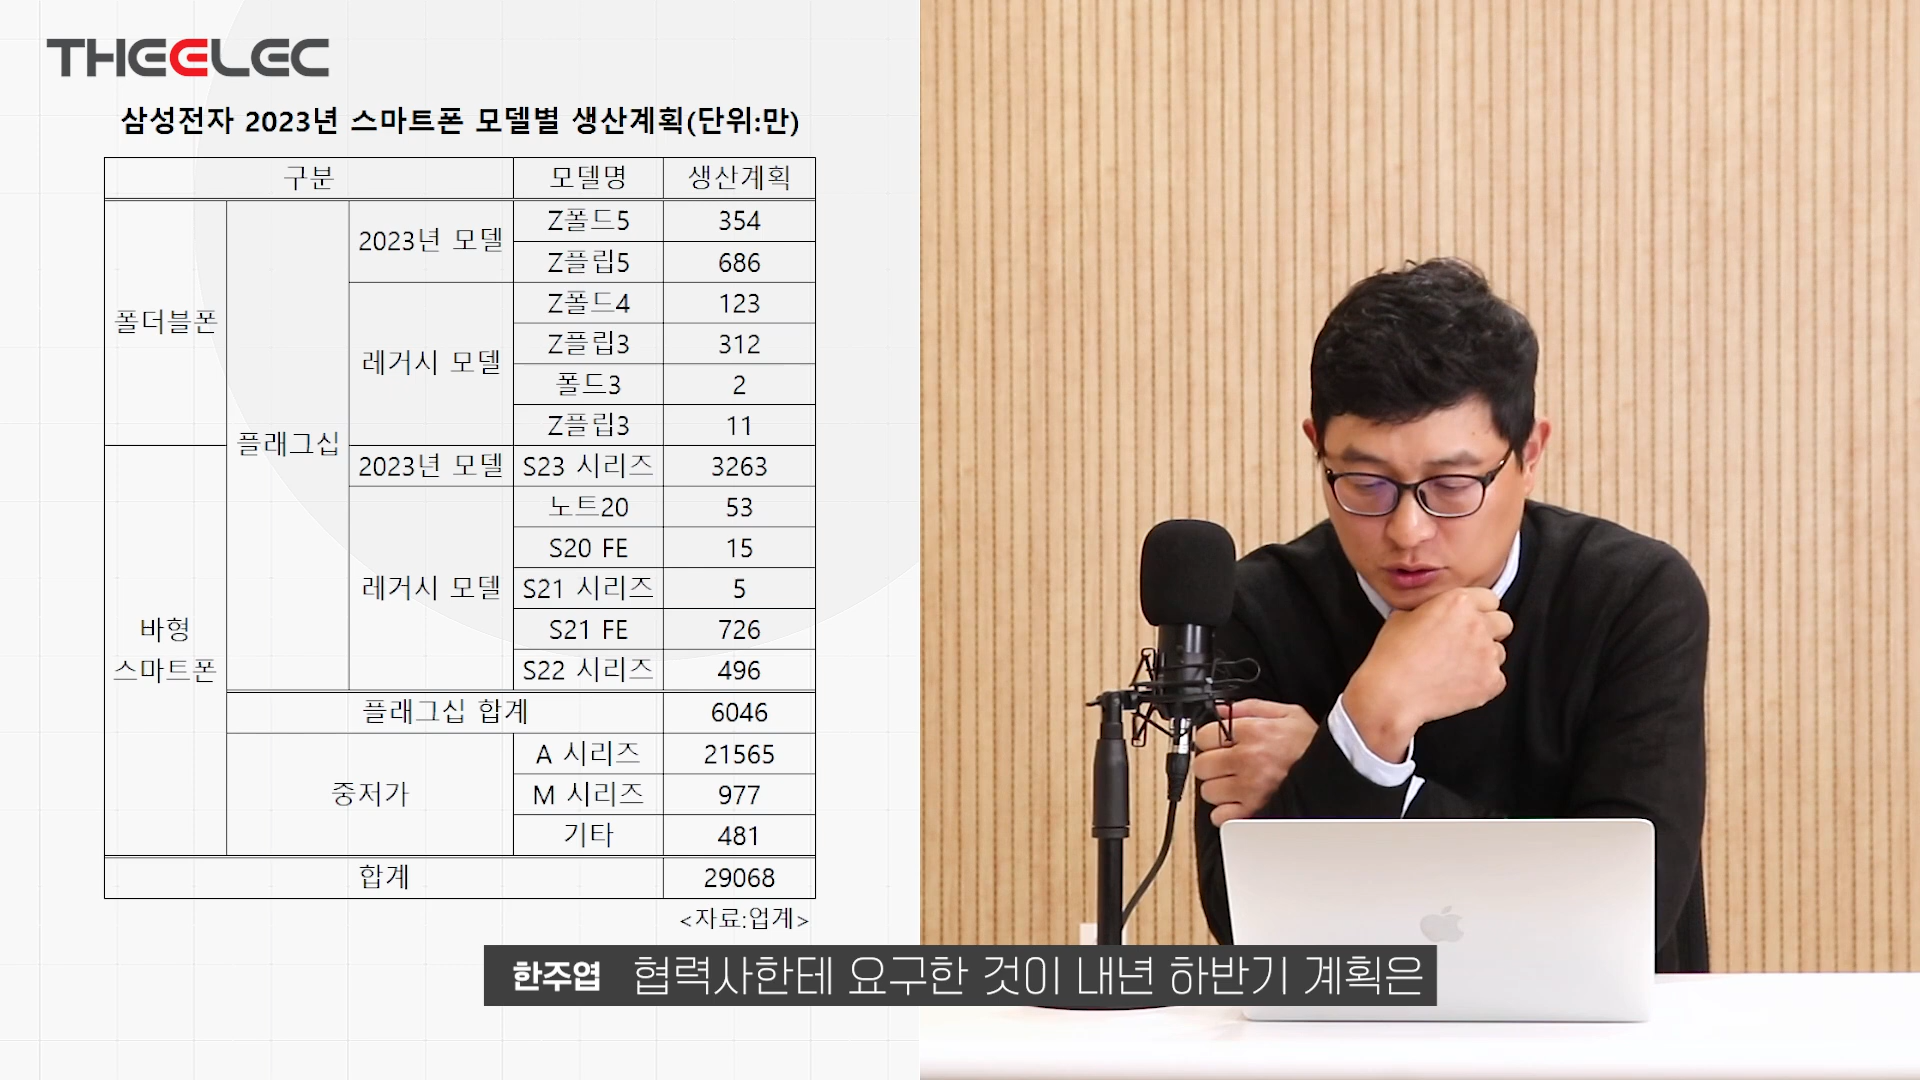 THEELEC
삼성전자 2023년 스마트폰 모델별 생산계획(단위:만)
구분 모델명 생산계획
폴더블폰 플래그십 2023년 모델 Z폴드5 354
Z플립5 686
레거시 모델 Z폴드4 123
Z플립3 312
폴드3 2
Z플립3 11
바형 스마트폰 2023년 모델 S23 시리즈 3263
레거시 모델 노트20 53
S20 FE 15
S21 시리즈 5
S21 FE 726
S22 시리즈 496
플래그십 합계 6046
중저가 A 시리즈 21565
M 시리즈 977
기타 481
합계 29068
<자료:업계>
한주엽 협력사한테 요구한 것이 내년 하반기 계획은